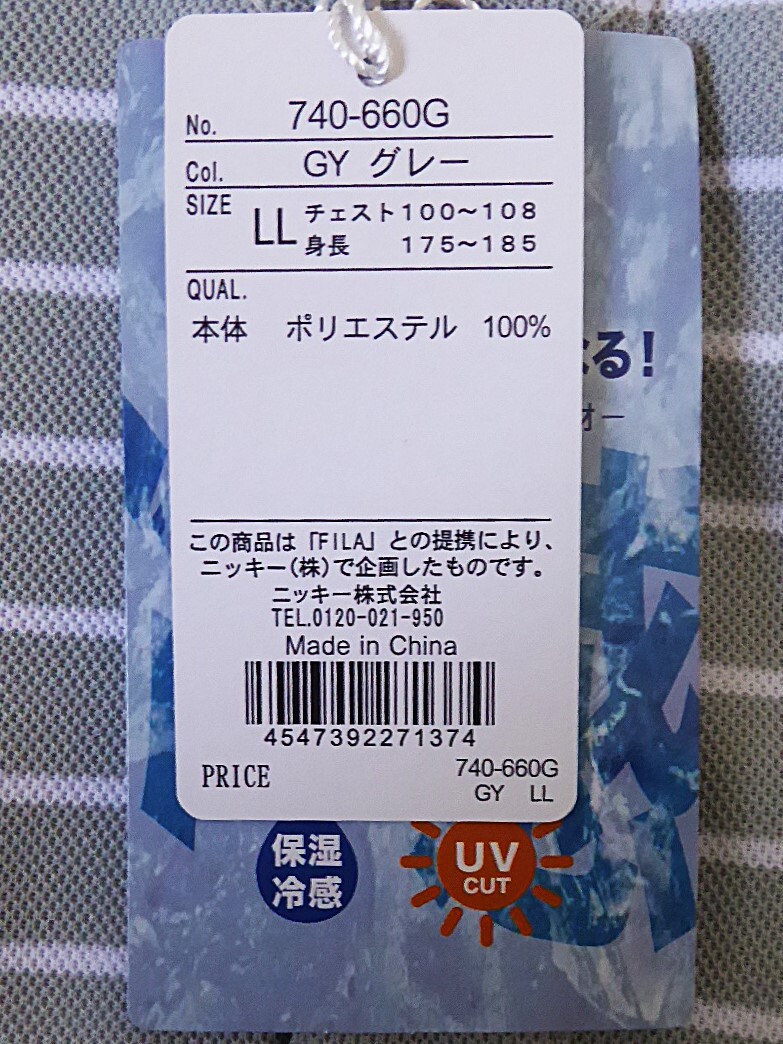 No. 740-660G
Col. GY グレー
SIZE LL チェスト100〜108
身長 175〜185
QUAL.
本体 ポリエステル 100%
この商品は「FILA」との提携により、
ニッキー(株)で企画したものです。
ニッキー株式会社
TEL.0120-021-950
Made in China
4547392271374
PRICE 740-660G
GY LL
る!
オー
保湿
冷感
UV
CUT